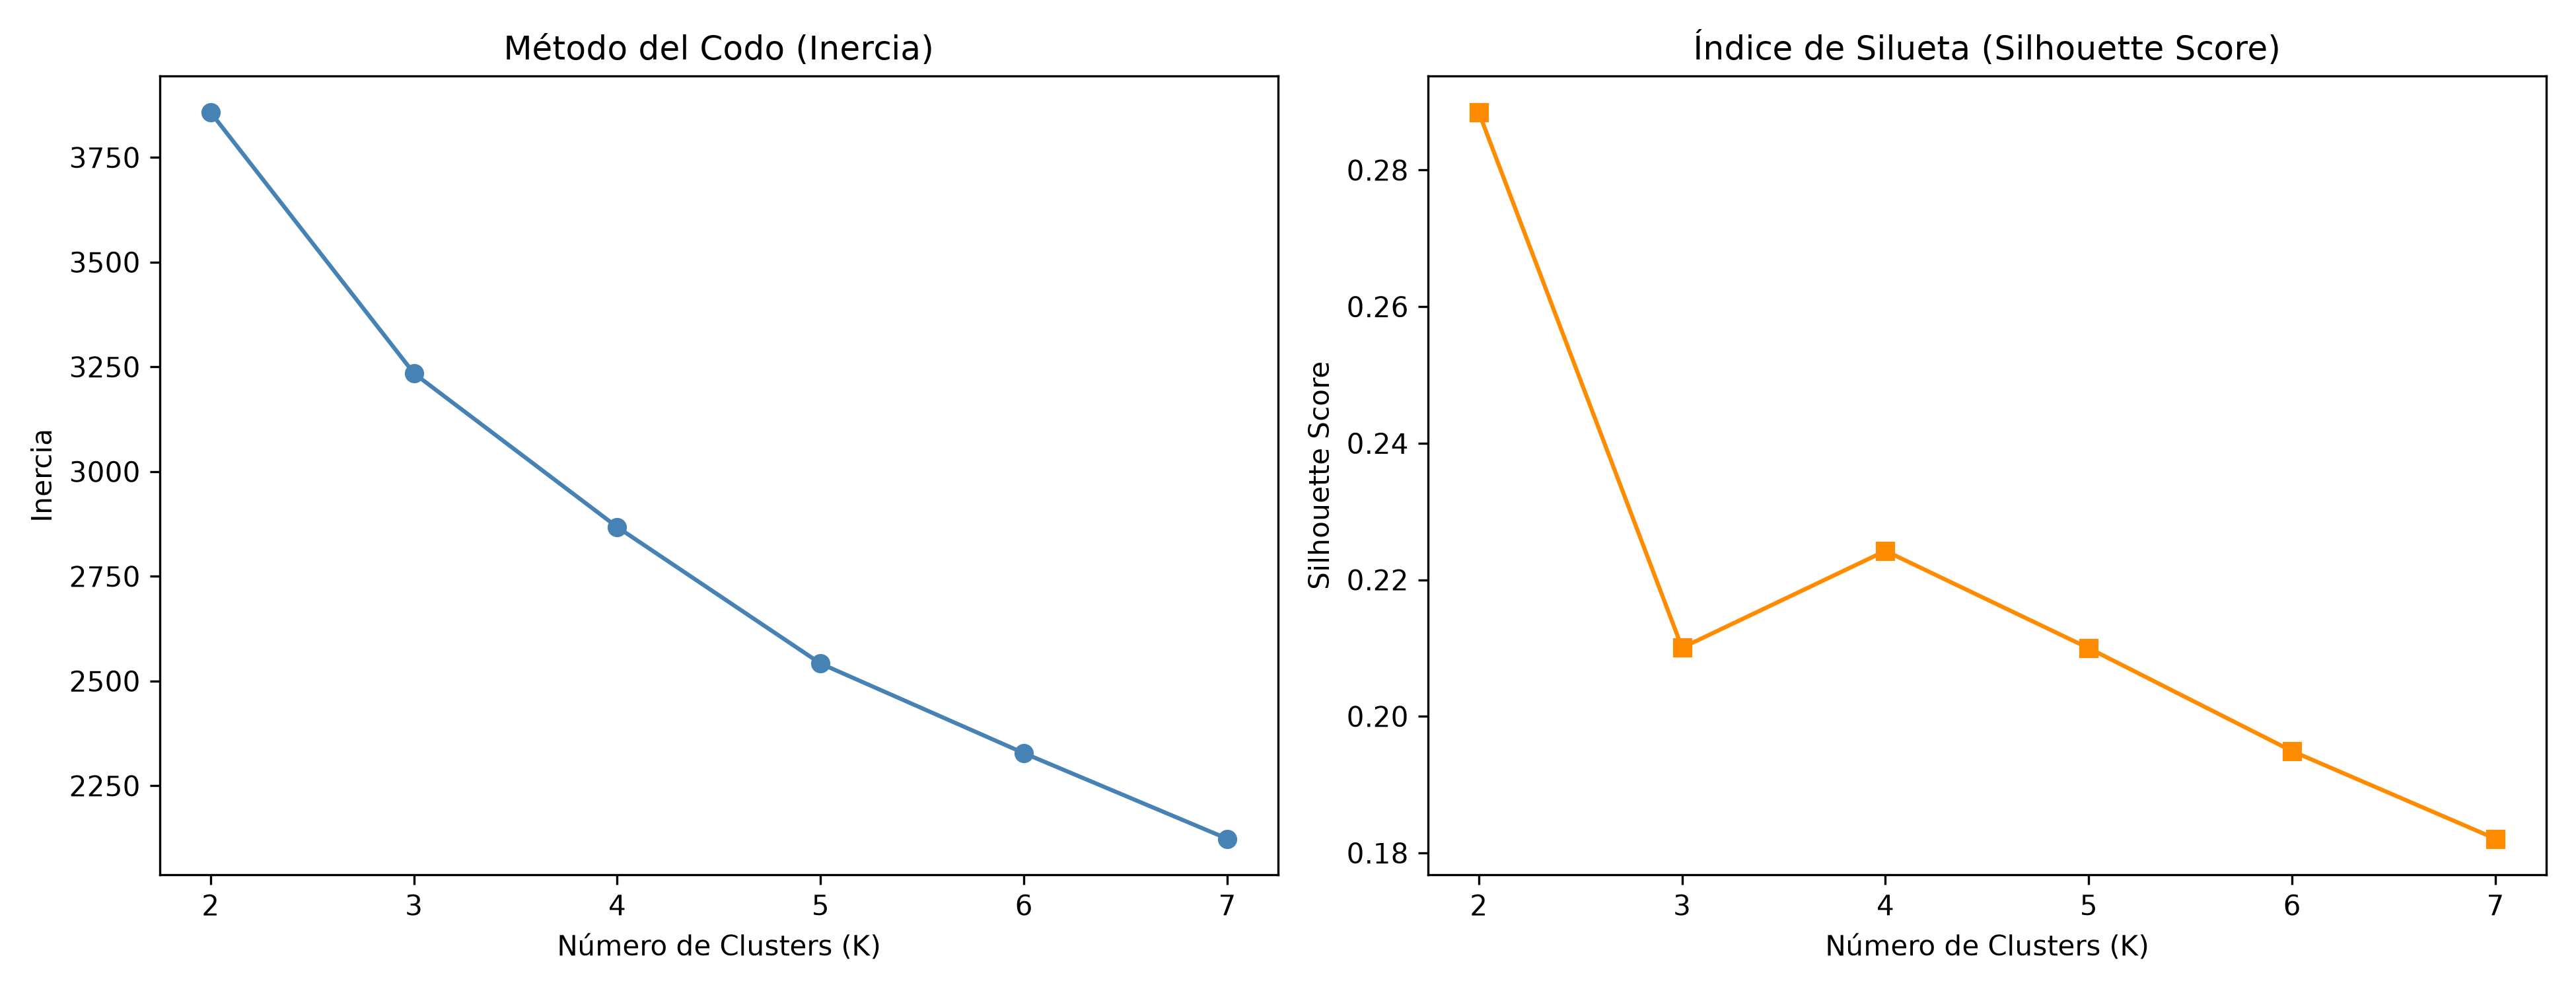 Método del Codo (Inercia)
3750
3500
3250
3000
2750
2500
2250
Inercia
2 3 4 5 6 7
Número de Clusters (K)
Índice de Silueta (Silhouette Score)
0.28
0.26
0.24
0.22
0.20
0.18
Silhouette Score
2 3 4 5 6 7
Número de Clusters (K)